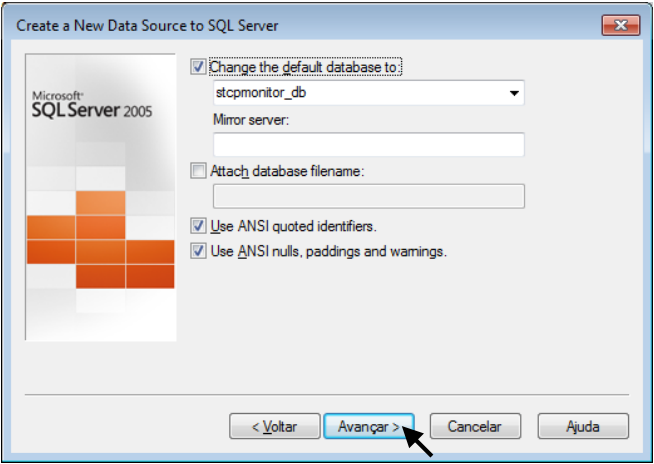 Create a New Data Source to SQL Server
Microsoft®
SQL Server 2005
Change the default database to:
stcpmonitor_db
Mirror server:
Attach database filename:
Use ANSI quoted identifiers.
Use ANSI nulls, paddings and warnings.
< Voltar
Avançar >
Cancelar
Ajuda